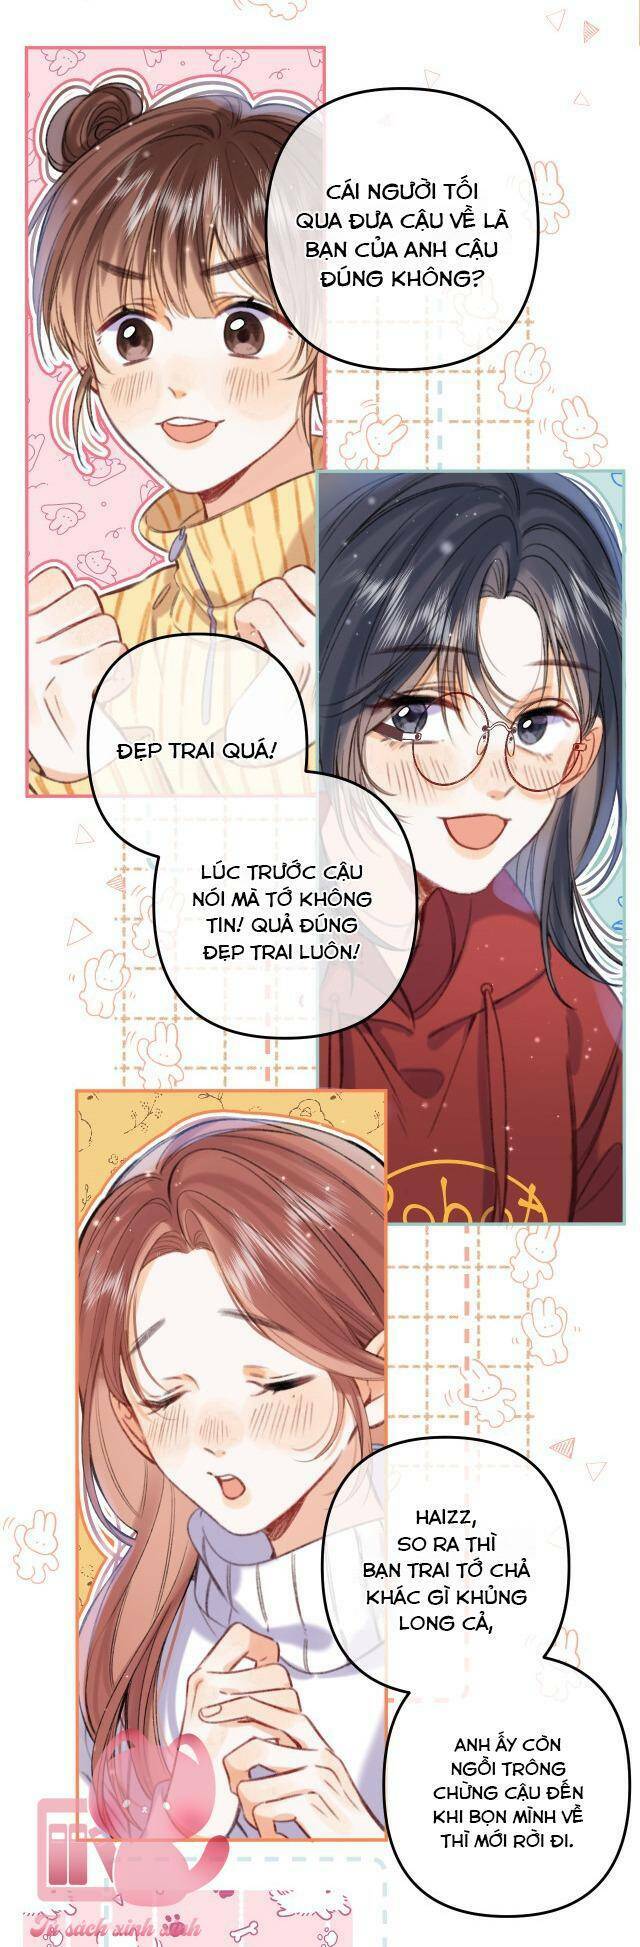 CÁI NGƯỜI TỐI
QUA ĐƯA CẬU VỀ LÀ
BẠN CỦA ANH CẬU
ĐÚNG KHÔNG?
ĐẸP TRAI QUÁ!
LÚC TRƯỚC CẬU
NÓI MÀ TỚ KHÔNG
TIN! QUẢ ĐÚNG
ĐẸP TRAI LUÔN!
Robot
HAIZZ,
SO RA THÌ
BẠN TRAI TỚ CHẢ
KHÁC GÌ KHỦNG
LONG CẢ,
ANH ẤY CÒN
NGỒI TRÔNG
CHỪNG CẬU ĐẾN
KHI BỌN MÌNH VỀ
THÌ MỚI RỜI ĐI.
Tủ sách xinh xinh